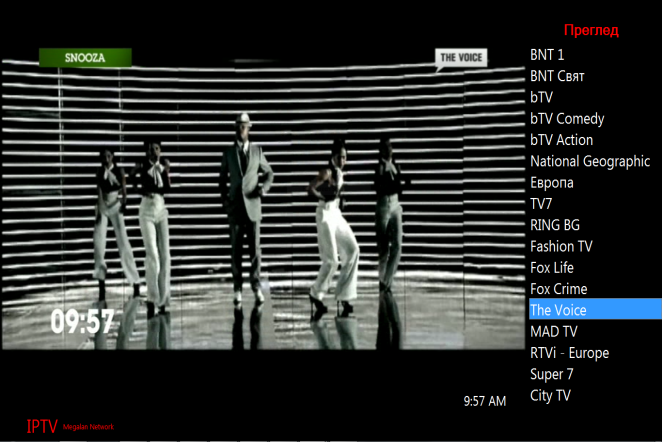 Преглед
SNOOZA
THE VOICE
BNT 1
BNT Свят
bTV
bTV Comedy
bTV Action
National Geographic
Европа
TV7
RING BG
Fashion TV
Fox Life
Fox Crime
The Voice
MAD TV
RTVi - Europe
Super 7
City TV
09:57
9:57 AM
IPTV Megalan Network